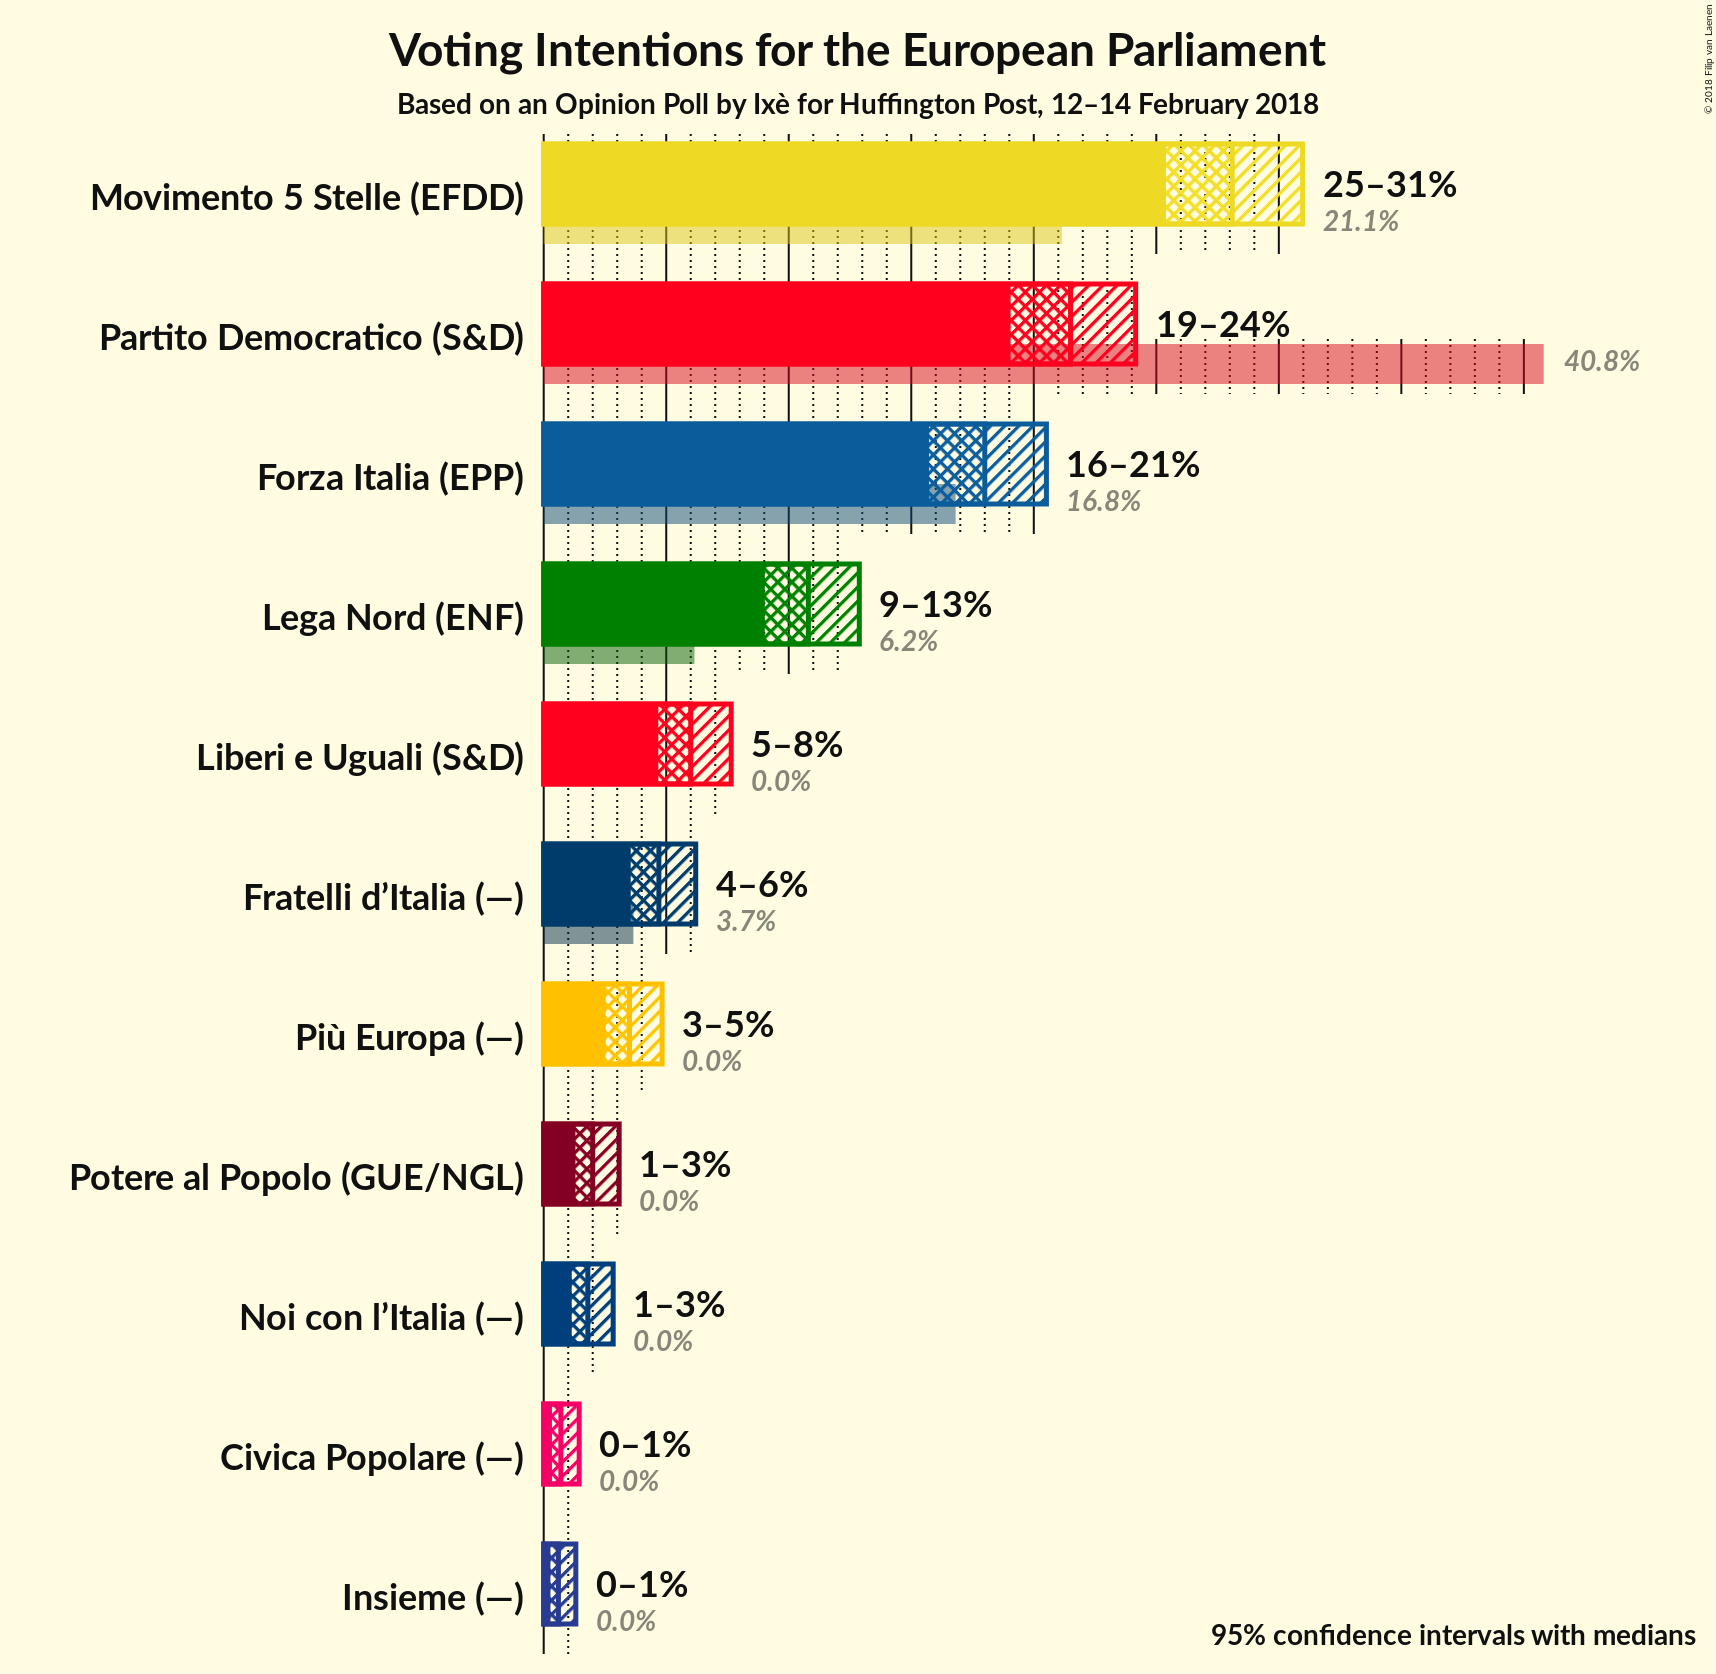 Voting Intentions for the European Parliament
Based on an Opinion Poll by Ixè for Huffington Post, 12–14 February 2018
© 2018 Filip van Laenen
Movimento 5 Stelle (EFDD)
25–31%
21.1%
Partito Democratico (S&D)
19–24%
40.8%
Forza Italia (EPP)
16–21%
16.8%
Lega Nord (ENF)
9–13%
6.2%
Liberi e Uguali (S&D)
5–8%
0.0%
Fratelli d’Italia (—)
4–6%
3.7%
Più Europa (—)
3–5%
0.0%
Potere al Popolo (GUE/NGL)
1–3%
0.0%
Noi con l’Italia (—)
1–3%
0.0%
Civica Popolare (—)
0–1%
0.0%
Insieme (—)
0–1%
0.0%
95% confidence intervals with medians